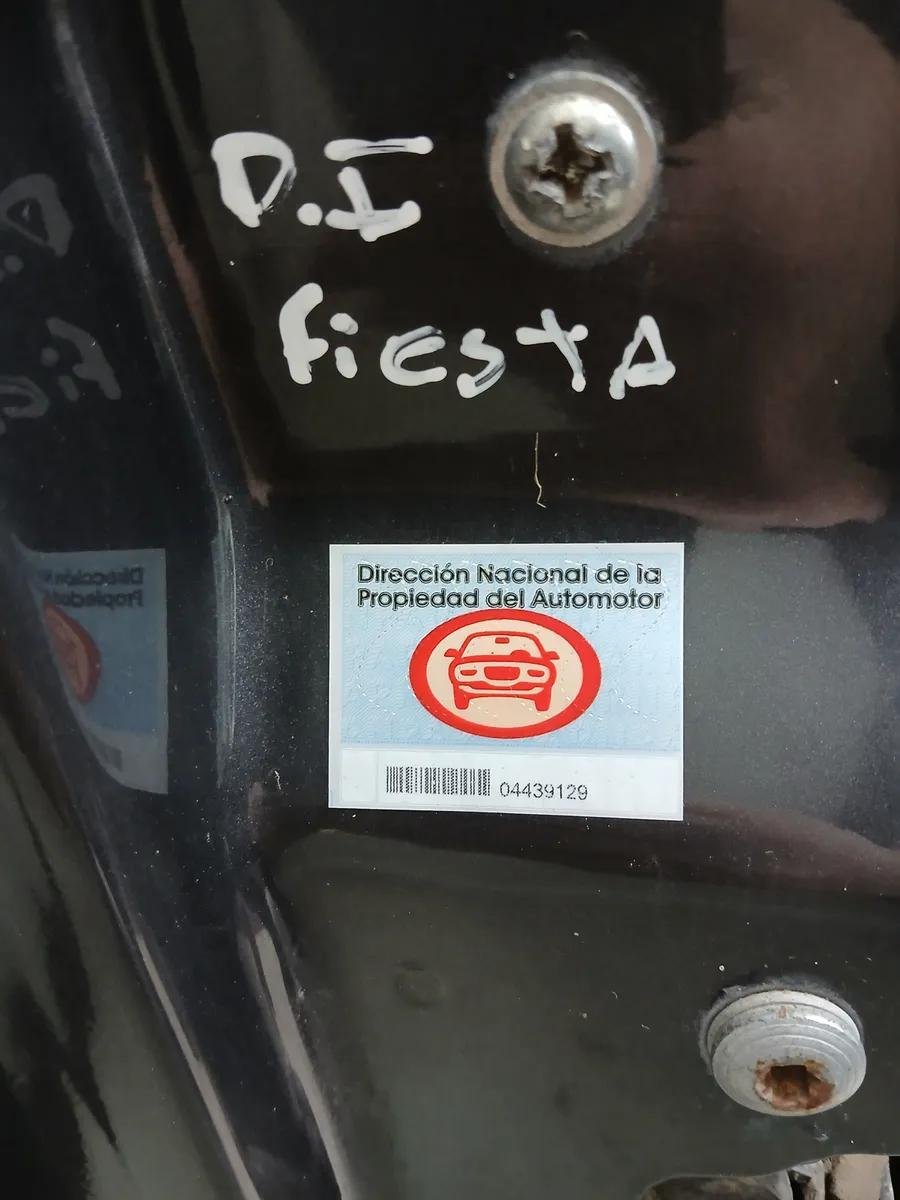 D.I
fiesta
Dirección Nacional de la
Propiedad del Automotor
04439129